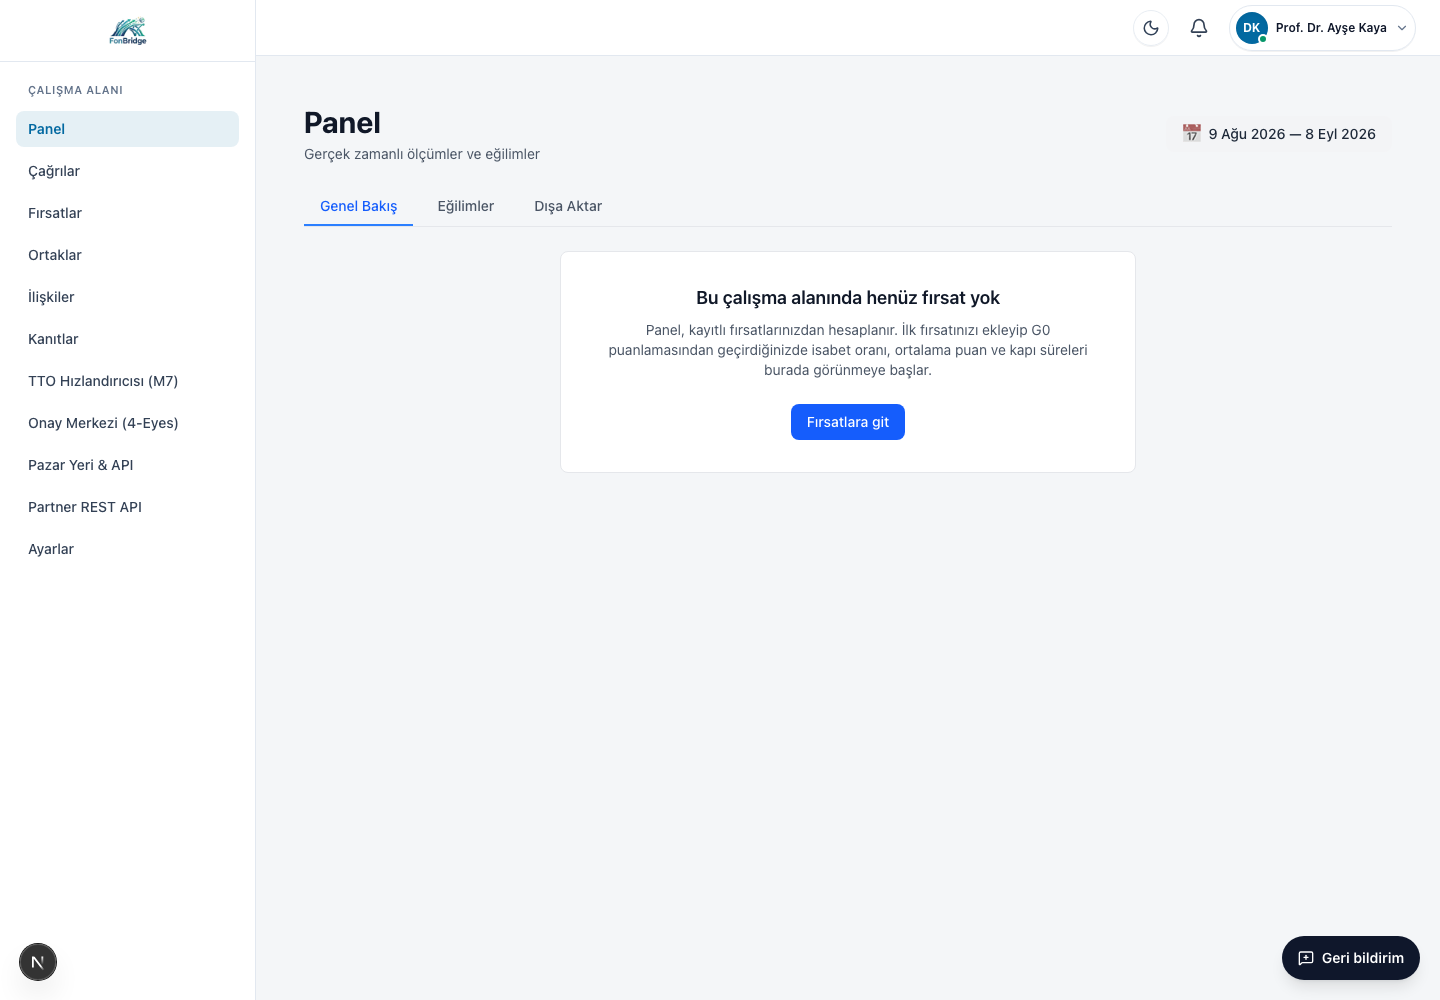 FonBridge
DK
Prof. Dr. Ayşe Kaya
ÇALIŞMA ALANI
Panel
Çağrılar
Fırsatlar
Ortaklar
İlişkiler
Kanıtlar
TTO Hızlandırıcısı (M7)
Onay Merkezi (4-Eyes)
Pazar Yeri & API
Partner REST API
Ayarlar
N
Panel
Gerçek zamanlı ölçümler ve eğilimler
17
9 Ağu 2026 — 8 Eyl 2026
Genel Bakış
Eğilimler
Dışa Aktar
Bu çalışma alanında henüz fırsat yok
Panel, kayıtlı fırsatlarınızdan hesaplanır. İlk fırsatınızı ekleyip G0
puanlamasından geçirdiğinizde isabet oranı, ortalama puan ve kapı süreleri
burada görünmeye başlar.
Fırsatlara git
Geri bildirim